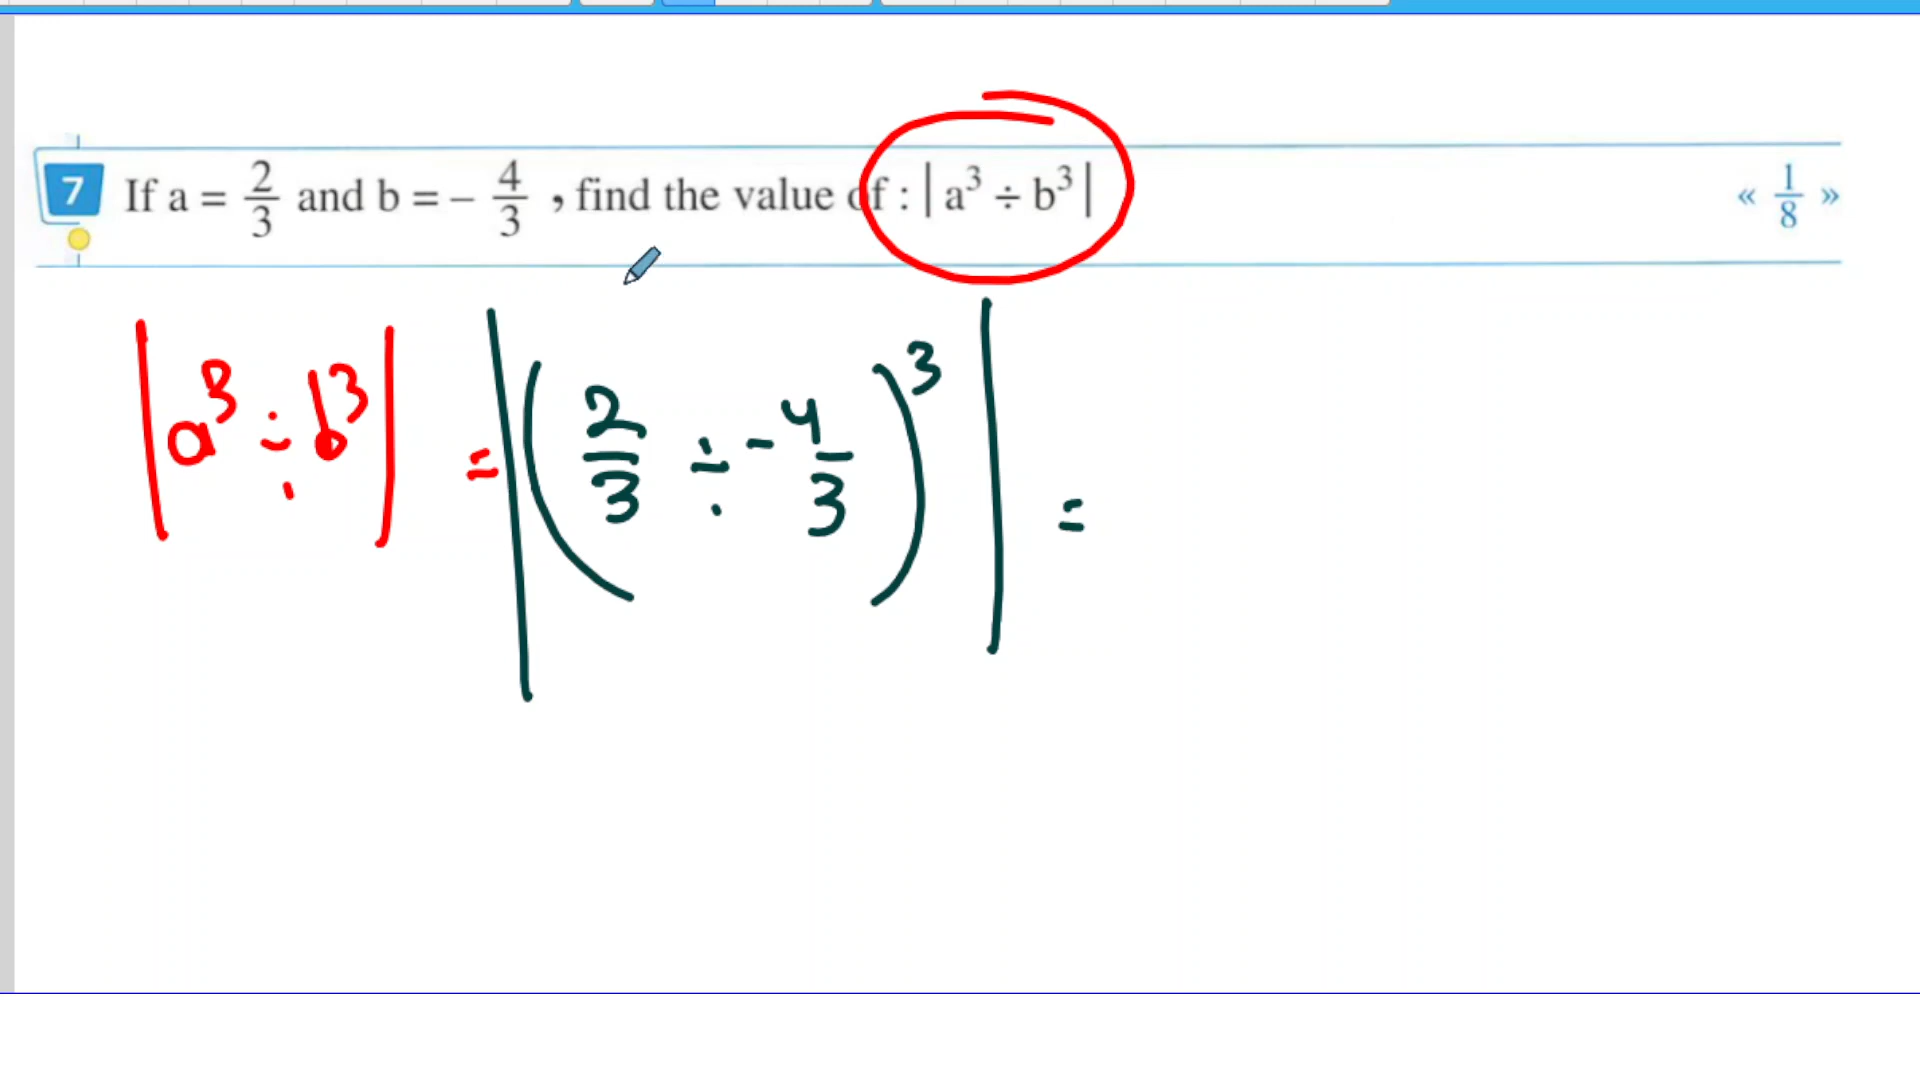 7 If a = 2/3 and b = – 4/3 , find the value of : | a³ ÷ b³ | « 1/8 »
|a³ ÷ b³| = |(2/3 ÷ -4/3)³| =